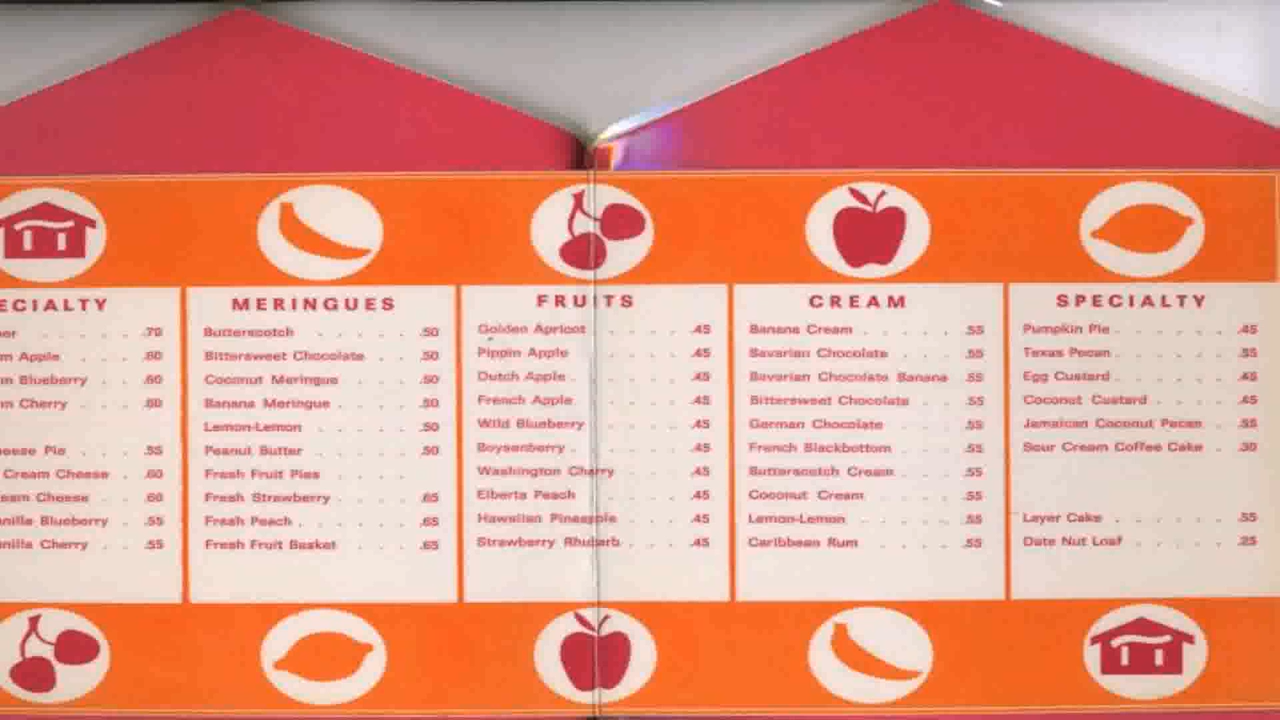 ECIALTY
or . . . .70
m Apple . . .60
m Blueberry . . .60
m Cherry . . .60
eese Pie . . .55
Cream Cheese .60
eam Cheese . .60
anilla Blueberry . .55
anilla Cherry . . .55
MERINGUES
Butterscotch . . . . .50
Bittersweet Chocolate . . .50
Coconut Meringue . . . .50
Banana Meringue . . . . .50
Lemon-Lemon . . . . .50
Peanut Butter . . . . .50
Fresh Fruit Pies
Fresh Strawberry . . . . .65
Fresh Peach . . . . . .65
Fresh Fruit Basket . . . .65
FRUITS
Golden Apricot . . . . .45
Pippin Apple . . . . .45
Dutch Apple . . . . .45
French Apple . . . . .45
Wild Blueberry . . . . .45
Boysenberry . . . . .45
Washington Cherry . . . .45
Elberta Peach . . . . .45
Hawaiian Pineapple . . . .45
Strawberry Rhubarb . . . .45
CREAM
Banana Cream . . . . .55
Bavarian Chocolate . . . .55
Bavarian Chocolate Banana .55
Bittersweet Chocolate . . .55
German Chocolate . . . .55
French Blackbottom . . . .55
Butterscotch Cream . . . .55
Coconut Cream . . . . .55
Lemon-Lemon . . . . .55
Caribbean Rum . . . . .55
SPECIALTY
Pumpkin Pie . . . . . .45
Texas Pecan . . . . .
Egg Custard . . . . . .45
Coconut Custard . . . . .45
Jamaican Coconut Pecan . .55
Sour Cream Coffee Cake . .30
Layer Cake . . . . . .55
Date Nut Loaf . . . . . .25